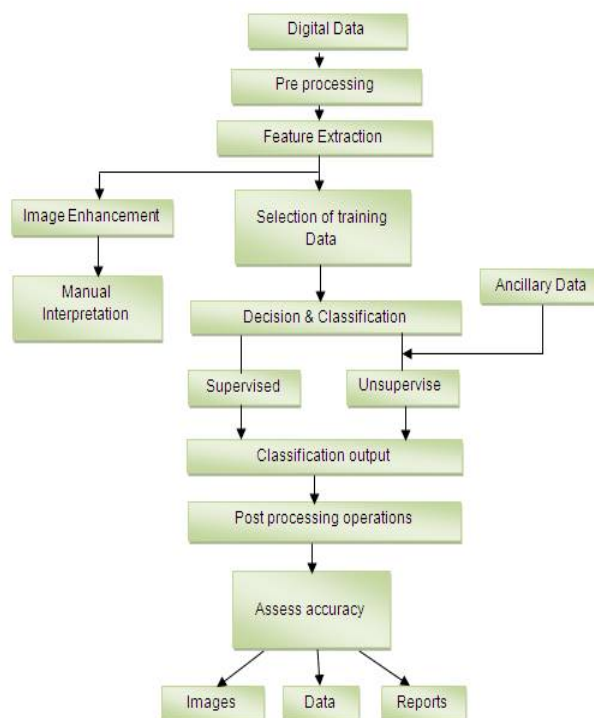 Digital Data
Pre processing
Feature Extraction
Image Enhancement
Selection of training
Data
Manual
Interpretation
Ancillary Data
Decision & Classification
Supervised
Unsupervise
Classification output
Post processing operations
Assess accuracy
Images
Data
Reports